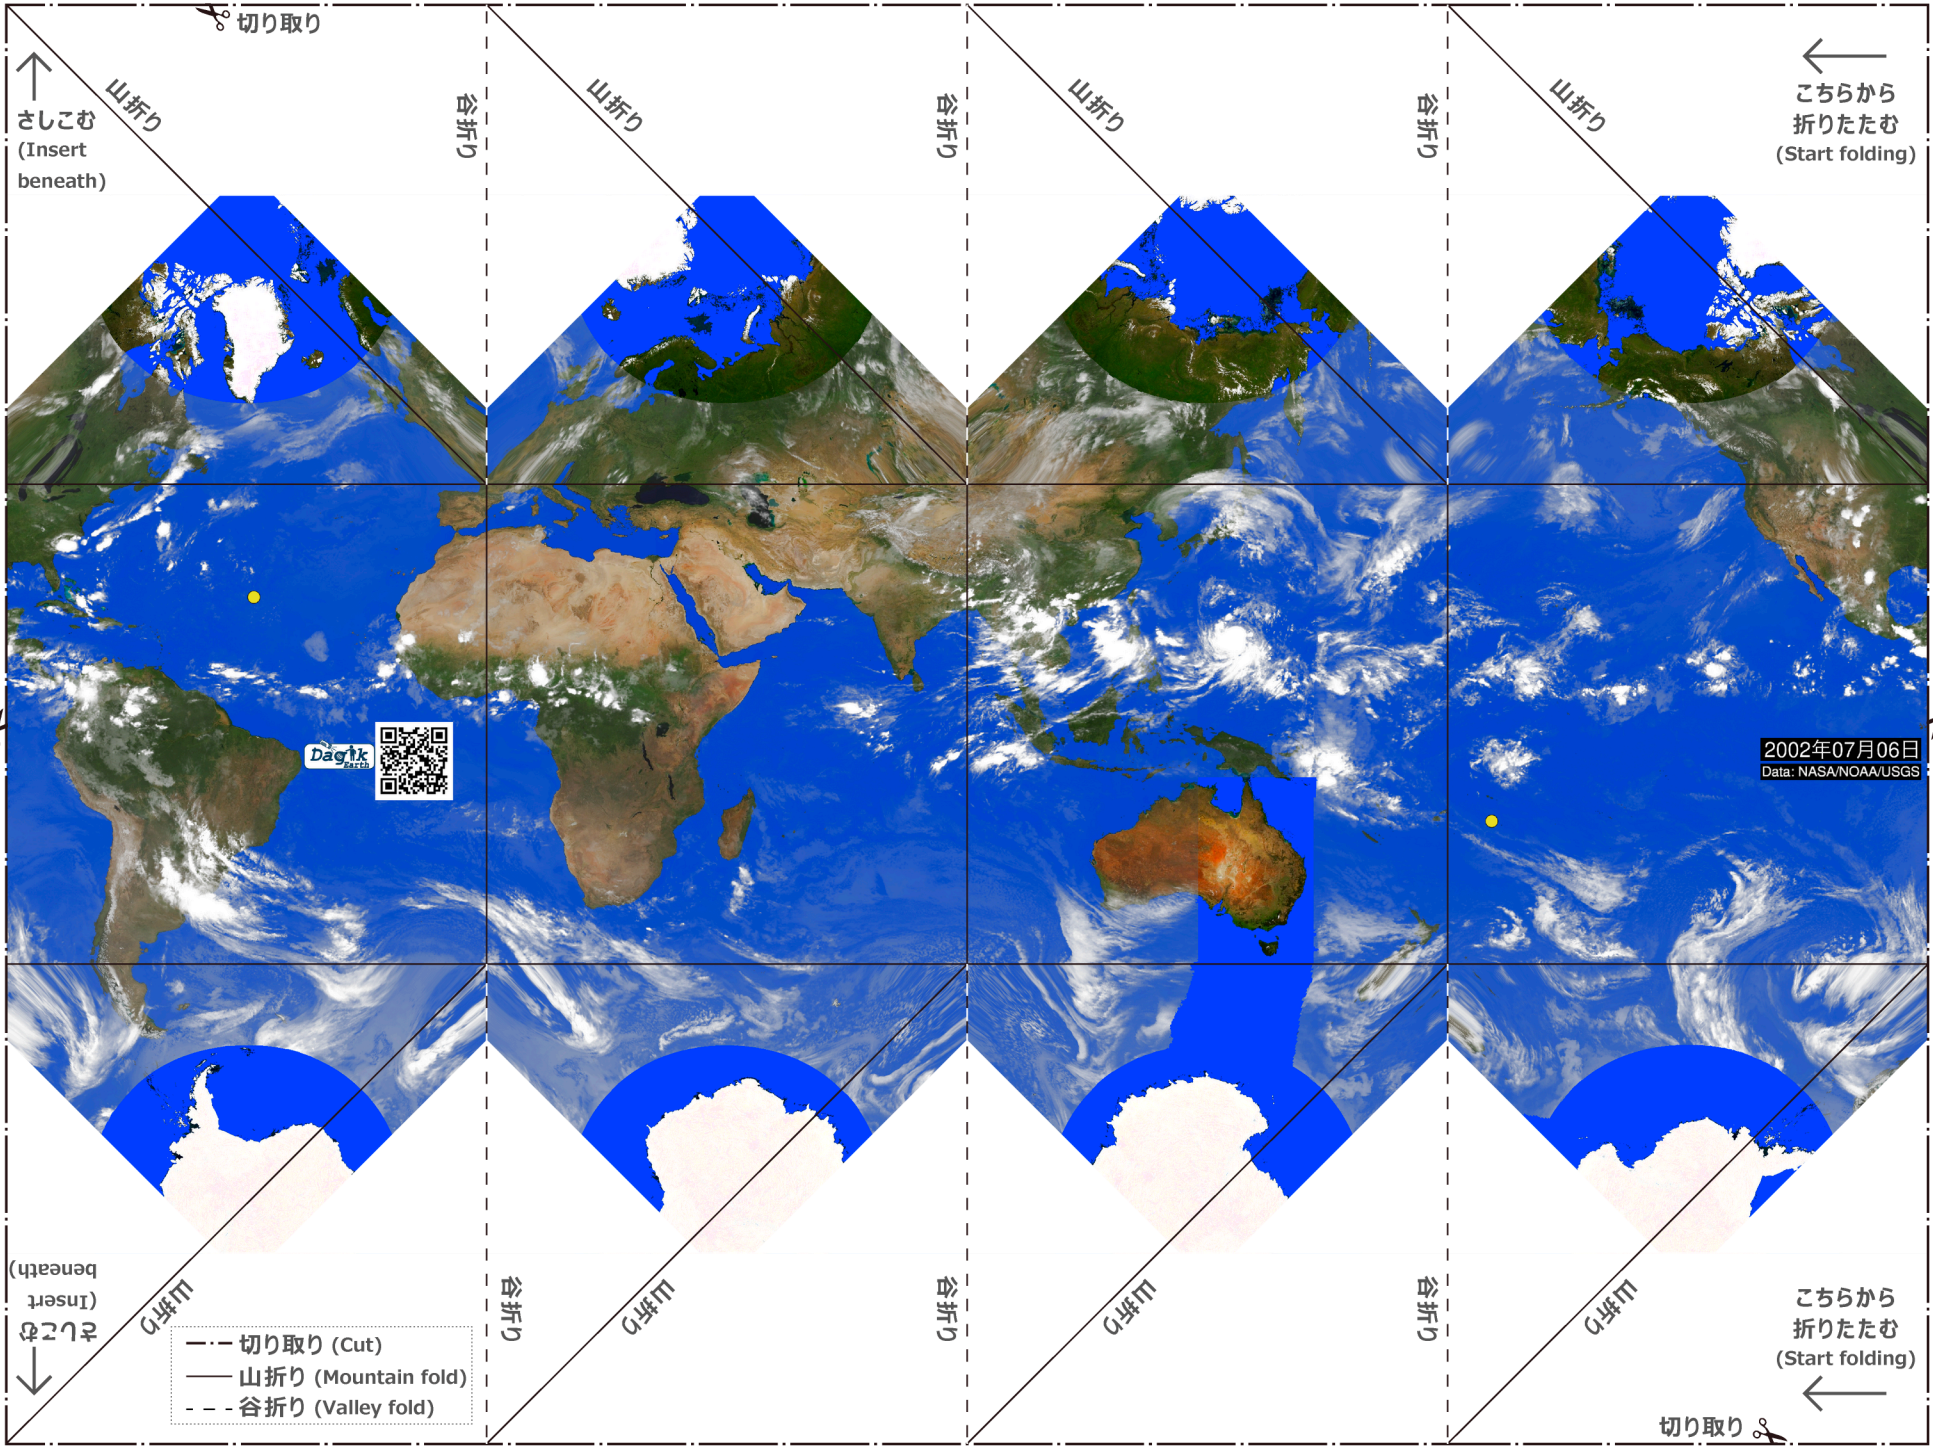 切り取り
山折り
谷折り
山折り
谷折り
山折り
谷折り
山折り
さしこむ
(Insert
beneath)
こちらから
折りたたむ
(Start folding)
Dagik
Earth
2002年07月06日
Data: NASA/NOAA/USGS
さしこむ
(Insert
beneath)
山折り
谷折り
山折り
谷折り
山折り
谷折り
山折り
こちらから
折りたたむ
(Start folding)
切り取り (Cut)
山折り (Mountain fold)
谷折り (Valley fold)
切り取り